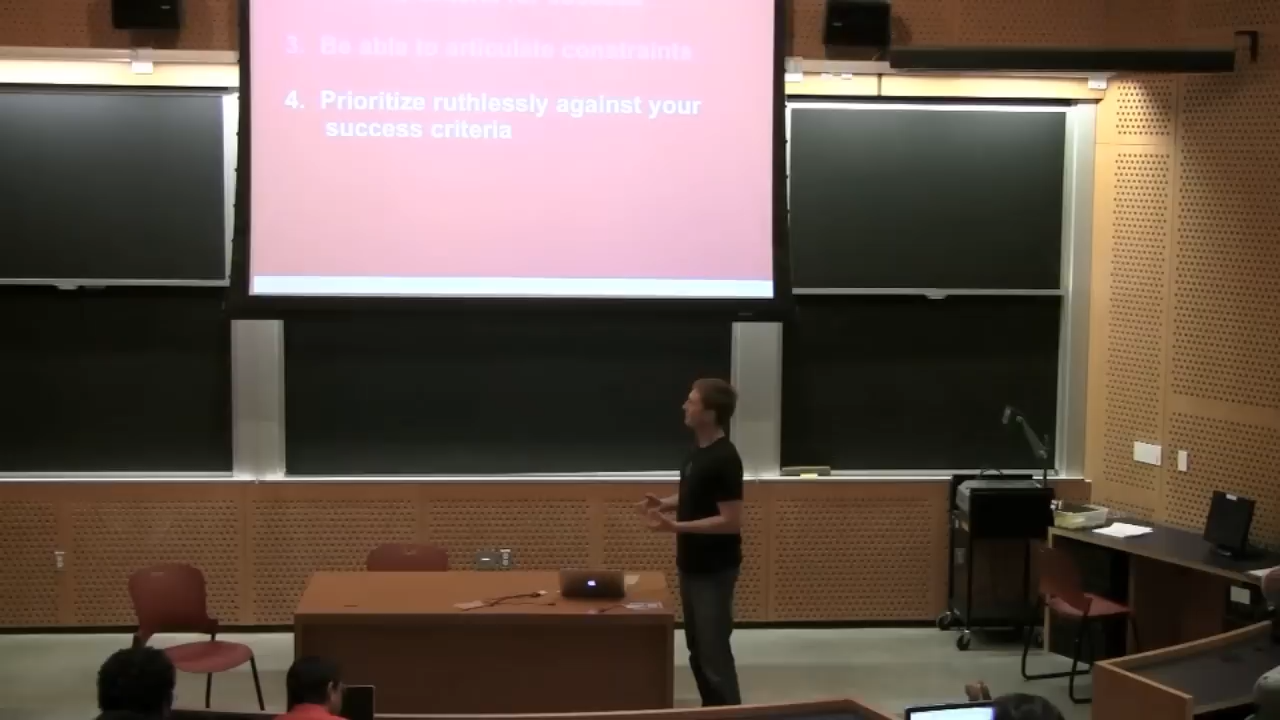 3. Be able to articulate constraints
4. Prioritize ruthlessly against your
success criteria